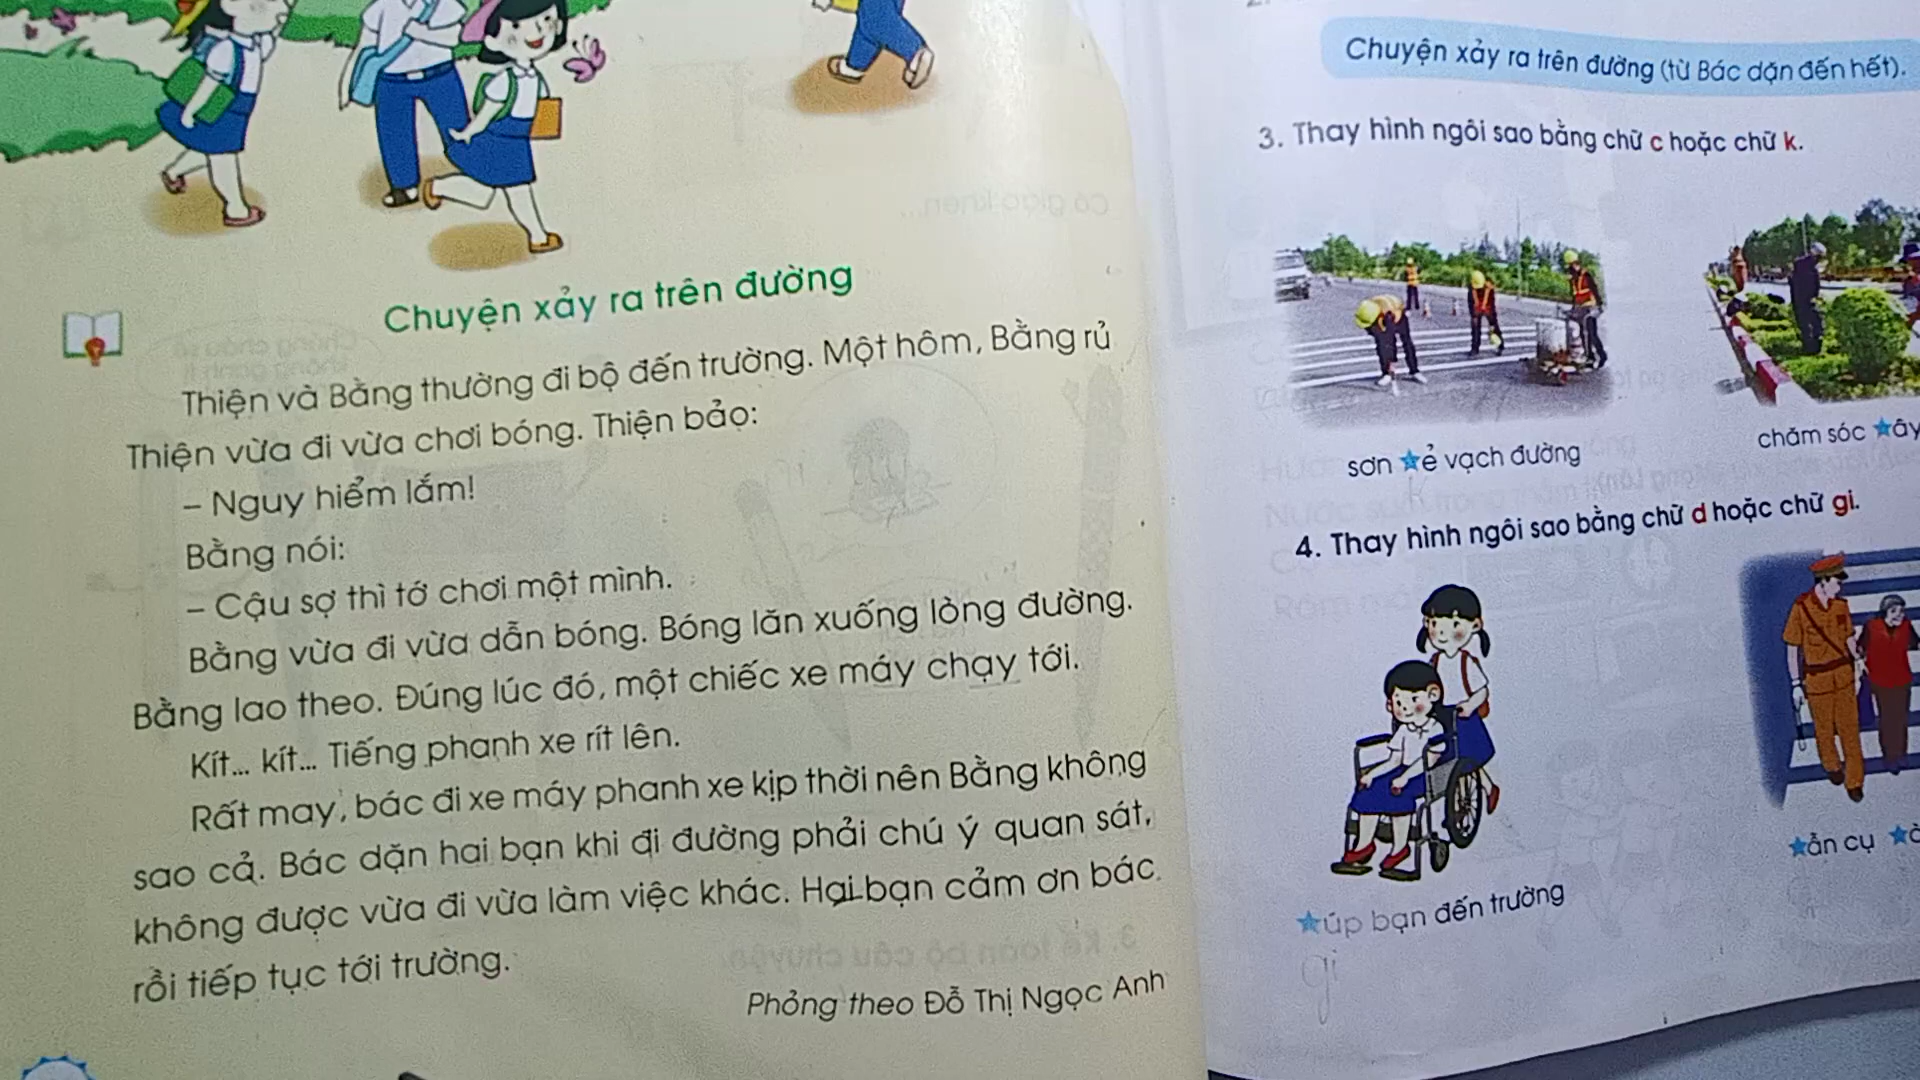 Chuyện xảy ra trên đường
Thiện và Bằng thường đi bộ đến trường. Một hôm, Bằng rủ
Thiện vừa đi vừa chơi bóng. Thiện bảo:
– Nguy hiểm lắm!
Bằng nói:
– Cậu sợ thì tớ chơi một mình.
Bằng vừa đi vừa dẫn bóng. Bóng lăn xuống lòng đường.
Bằng lao theo. Đúng lúc đó, một chiếc xe máy chạy tới.
Kít... kít... Tiếng phanh xe rít lên.
Rất may, bác đi xe máy phanh xe kịp thời nên Bằng không
sao cả. Bác dặn hai bạn khi đi đường phải chú ý quan sát,
không được vừa đi vừa làm việc khác. Hai bạn cảm ơn bác
rồi tiếp tục tới trường.
Phỏng theo Đỗ Thị Ngọc Anh
Chuyện xảy ra trên đường (từ Bác dặn đến hết).
3. Thay hình ngôi sao bằng chữ c hoặc chữ k.
sơn ★ẻ vạch đường
k
chăm sóc ★ây
4. Thay hình ngôi sao bằng chữ d hoặc chữ gi.
★úp bạn đến trường
gi
★ẫn cụ